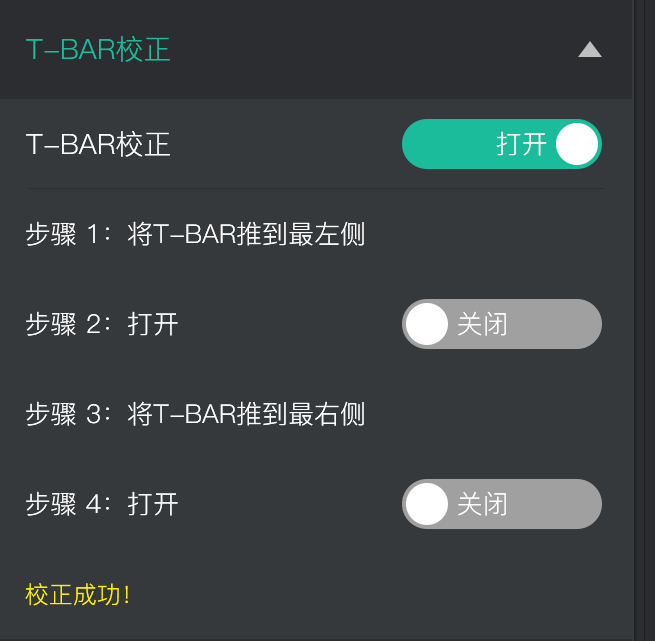 T-BAR校正
T-BAR校正 打开
步骤 1：将T-BAR推到最左侧
步骤 2：打开 关闭
步骤 3：将T-BAR推到最右侧
步骤 4：打开 关闭
校正成功！